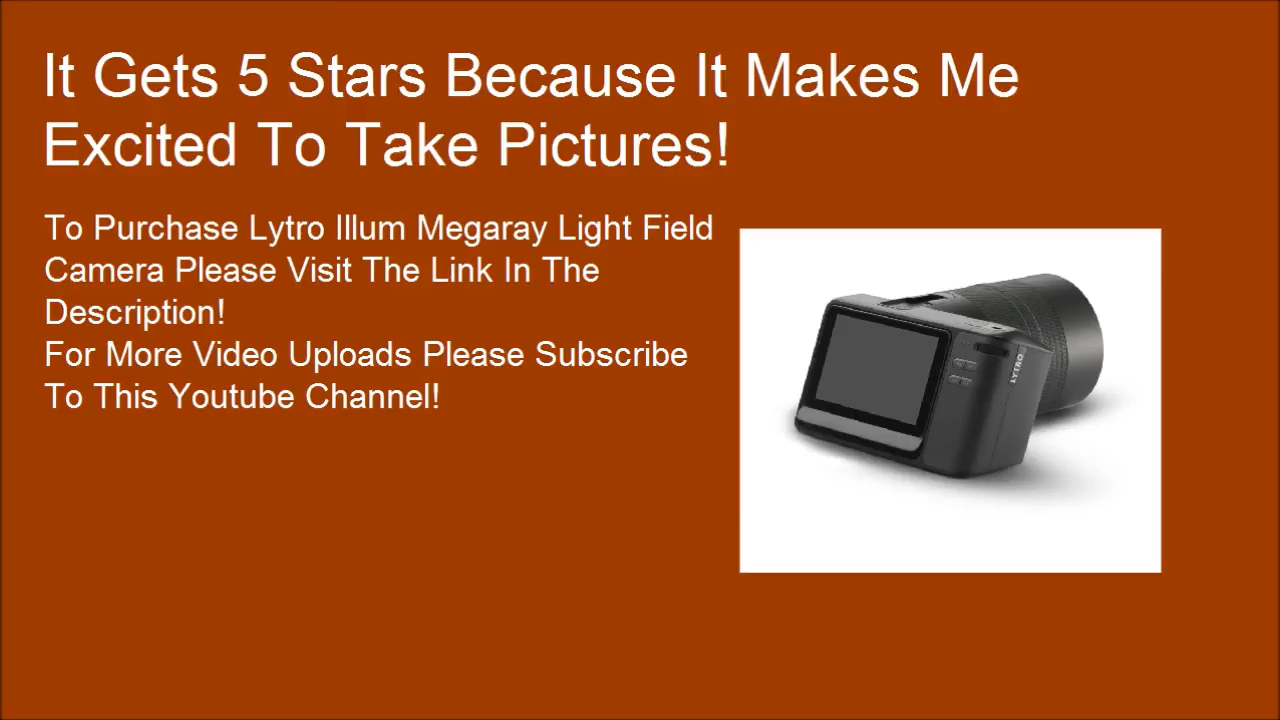 It Gets 5 Stars Because It Makes Me
Excited To Take Pictures!
To Purchase Lytro Illum Megaray Light Field
Camera Please Visit The Link In The
Description!
For More Video Uploads Please Subscribe
To This Youtube Channel!
LYTRO